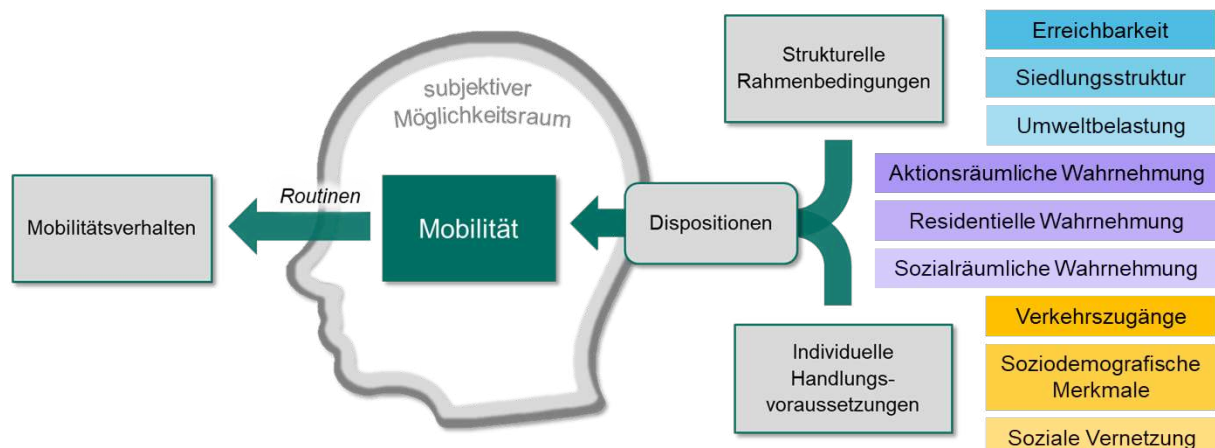 subjektiver
Möglichkeitsraum
Mobilitätsverhalten
Routinen
Mobilität
Dispositionen
Strukturelle
Rahmenbedingungen
Individuelle
Handlungs-
voraussetzungen
Erreichbarkeit
Siedlungsstruktur
Umweltbelastung
Aktionsräumliche Wahrnehmung
Residentielle Wahrnehmung
Sozialräumliche Wahrnehmung
Verkehrszugänge
Soziodemografische
Merkmale
Soziale Vernetzung